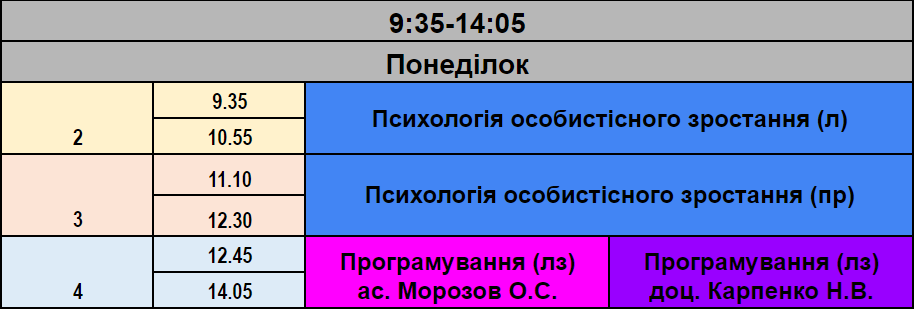 9:35-14:05
Понеділок
2
9.35
10.55
Психологія особистісного зростання (л)
3
11.10
12.30
Психологія особистісного зростання (пр)
4
12.45
14.05
Програмування (лз)
ас. Морозов О.С.
Програмування (лз)
доц. Карпенко Н.В.